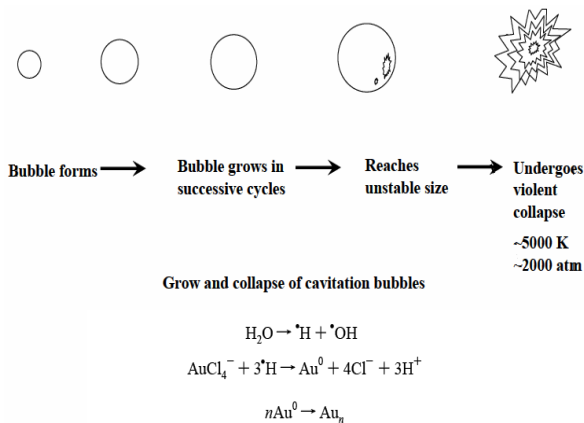 Bubble forms
Bubble grows in
successive cycles
Reaches
unstable size
Undergoes
violent
collapse
~5000 K
~2000 atm
Grow and collapse of cavitation bubbles
H₂O → •H + •OH
AuCl₄⁻ + 3•H → Au⁰ + 4Cl⁻ + 3H⁺
nAu⁰ → Auₙ